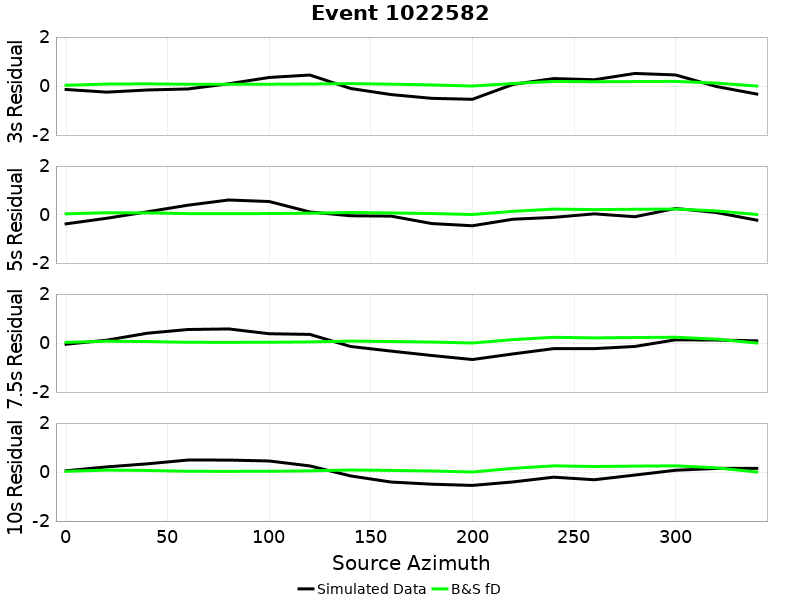 Event 1022582
3s Residual
2
0
-2
5s Residual
2
0
-2
7.5s Residual
2
0
-2
10s Residual
2
0
-2
0 50 100 150 200 250 300
Source Azimuth
Simulated Data B&S fD